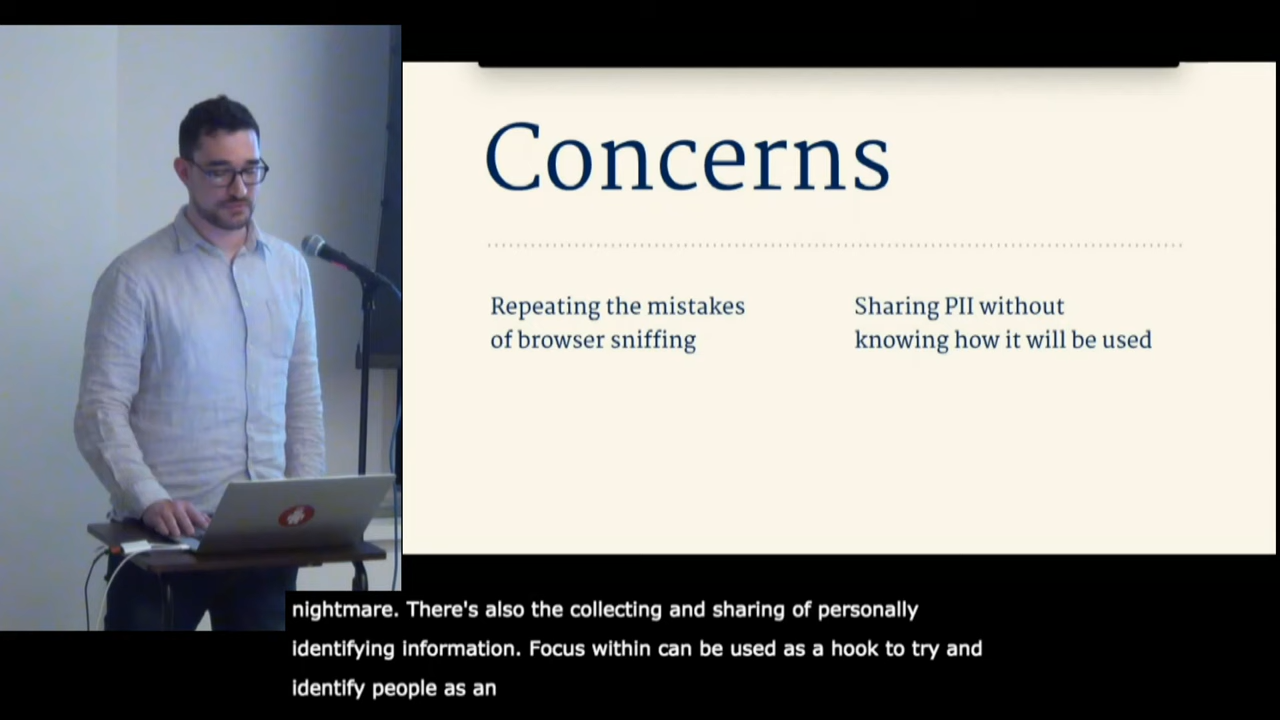 Concerns
Repeating the mistakes
of browser sniffing
Sharing PII without
knowing how it will be used
nightmare. There's also the collecting and sharing of personally
identifying information. Focus within can be used as a hook to try and
identify people as an